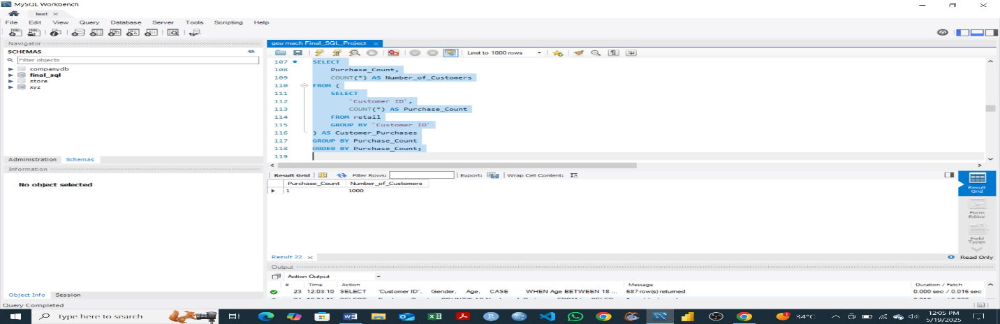 MySQL Workbench
test
File Edit View Query Database Server Tools Scripting Help
Navigator
SCHEMAS
Filter objects
companydb
final_sql
store
xyz
Administration Schemas
Information
No object selected
Object Info Session
Query Completed
geu mach Final_SQL_Project
Limit to 1000 rows
107 SELECT
108 Purchase_Count,
109 COUNT(*) AS Number_of_Customers
110 FROM (
111 SELECT
112 `Customer ID`,
113 COUNT(*) AS Purchase_Count
114 FROM retail
115 GROUP BY `Customer ID`
116 ) AS Customer_Purchases
117 GROUP BY Purchase_Count
118 ORDER BY Purchase_Count;
119
Result Grid Filter Rows: Export: Wrap Cell Content:
Purchase_Count Number_of_Customers
1 1000
Result Grid
Form Editor
Field Types
Result 22
Read Only
Output
Action Output
# Time Action Message Duration / Fetch
23 12:03:10 SELECT `Customer ID`, Gender, Age, CASE WHEN Age BETWEEN 18 ... 687 row(s) returned 0.000 sec / 0.016 sec
Type here to search
34°C
12:05 PM
5/19/2025